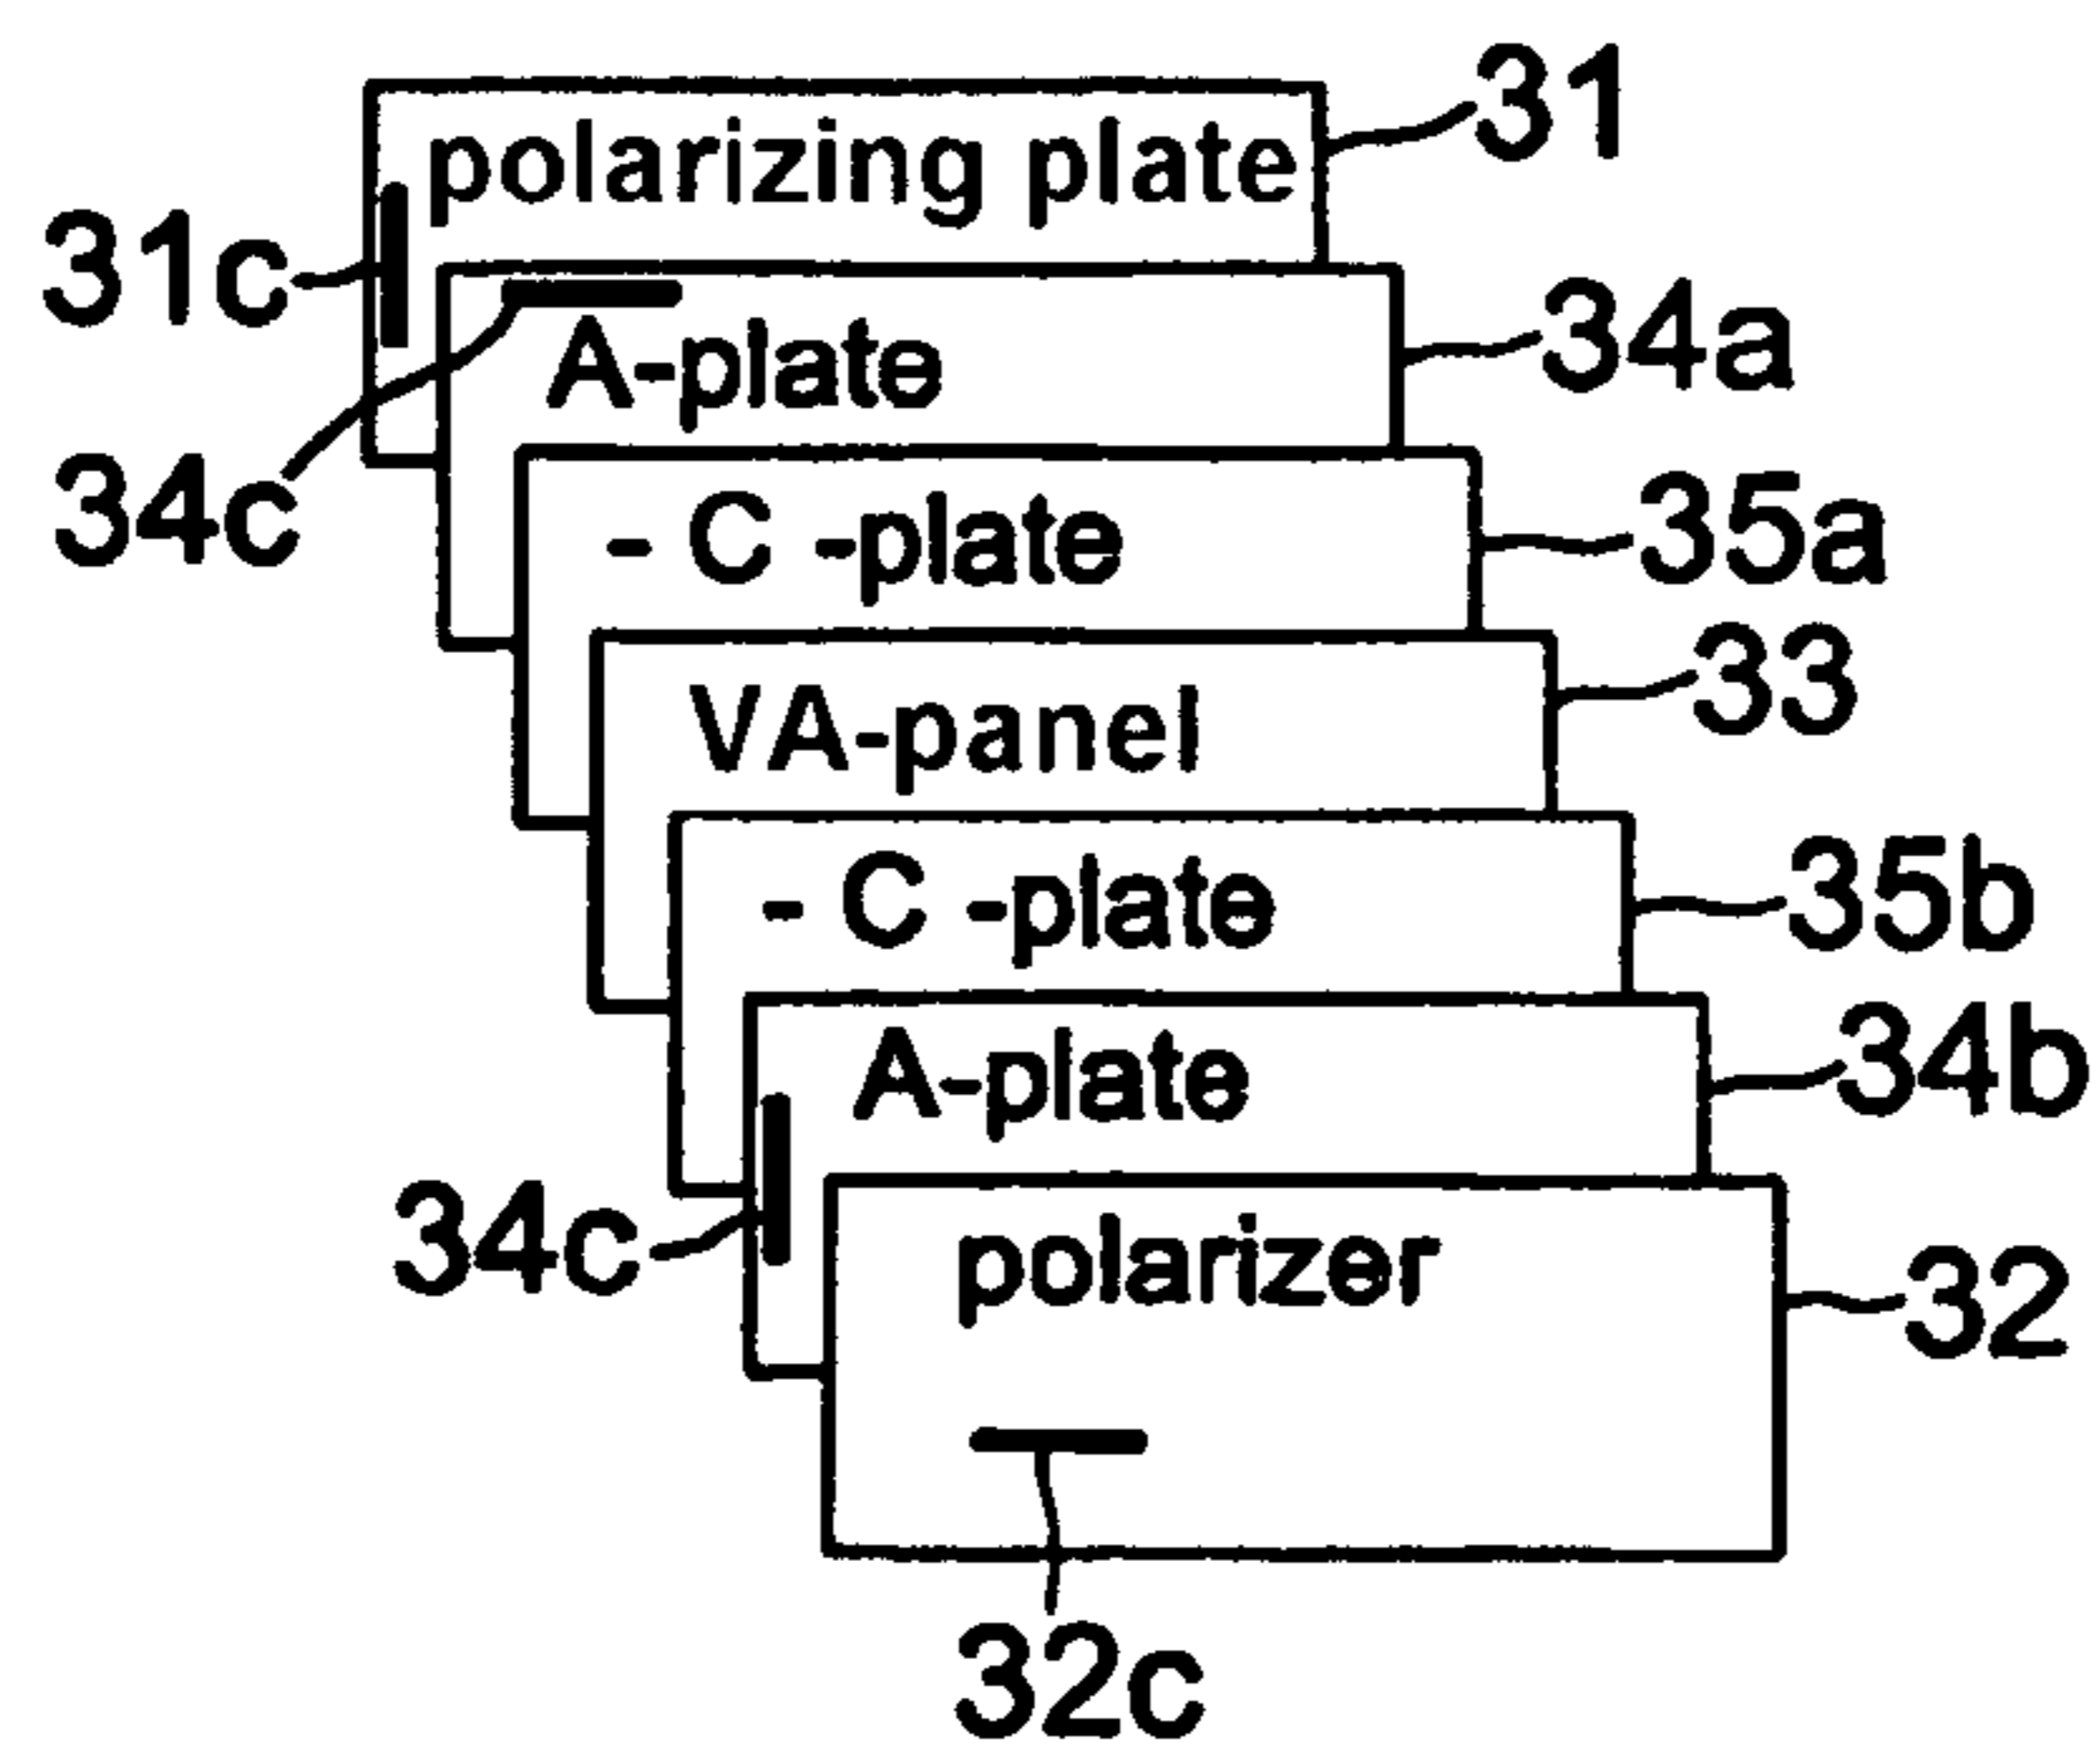 31
polarizing plate
31c
34a
A-plate
34c
35a
- C -plate
33
VA-panel
35b
- C -plate
34b
A-plate
34c
polarizer
32
32c